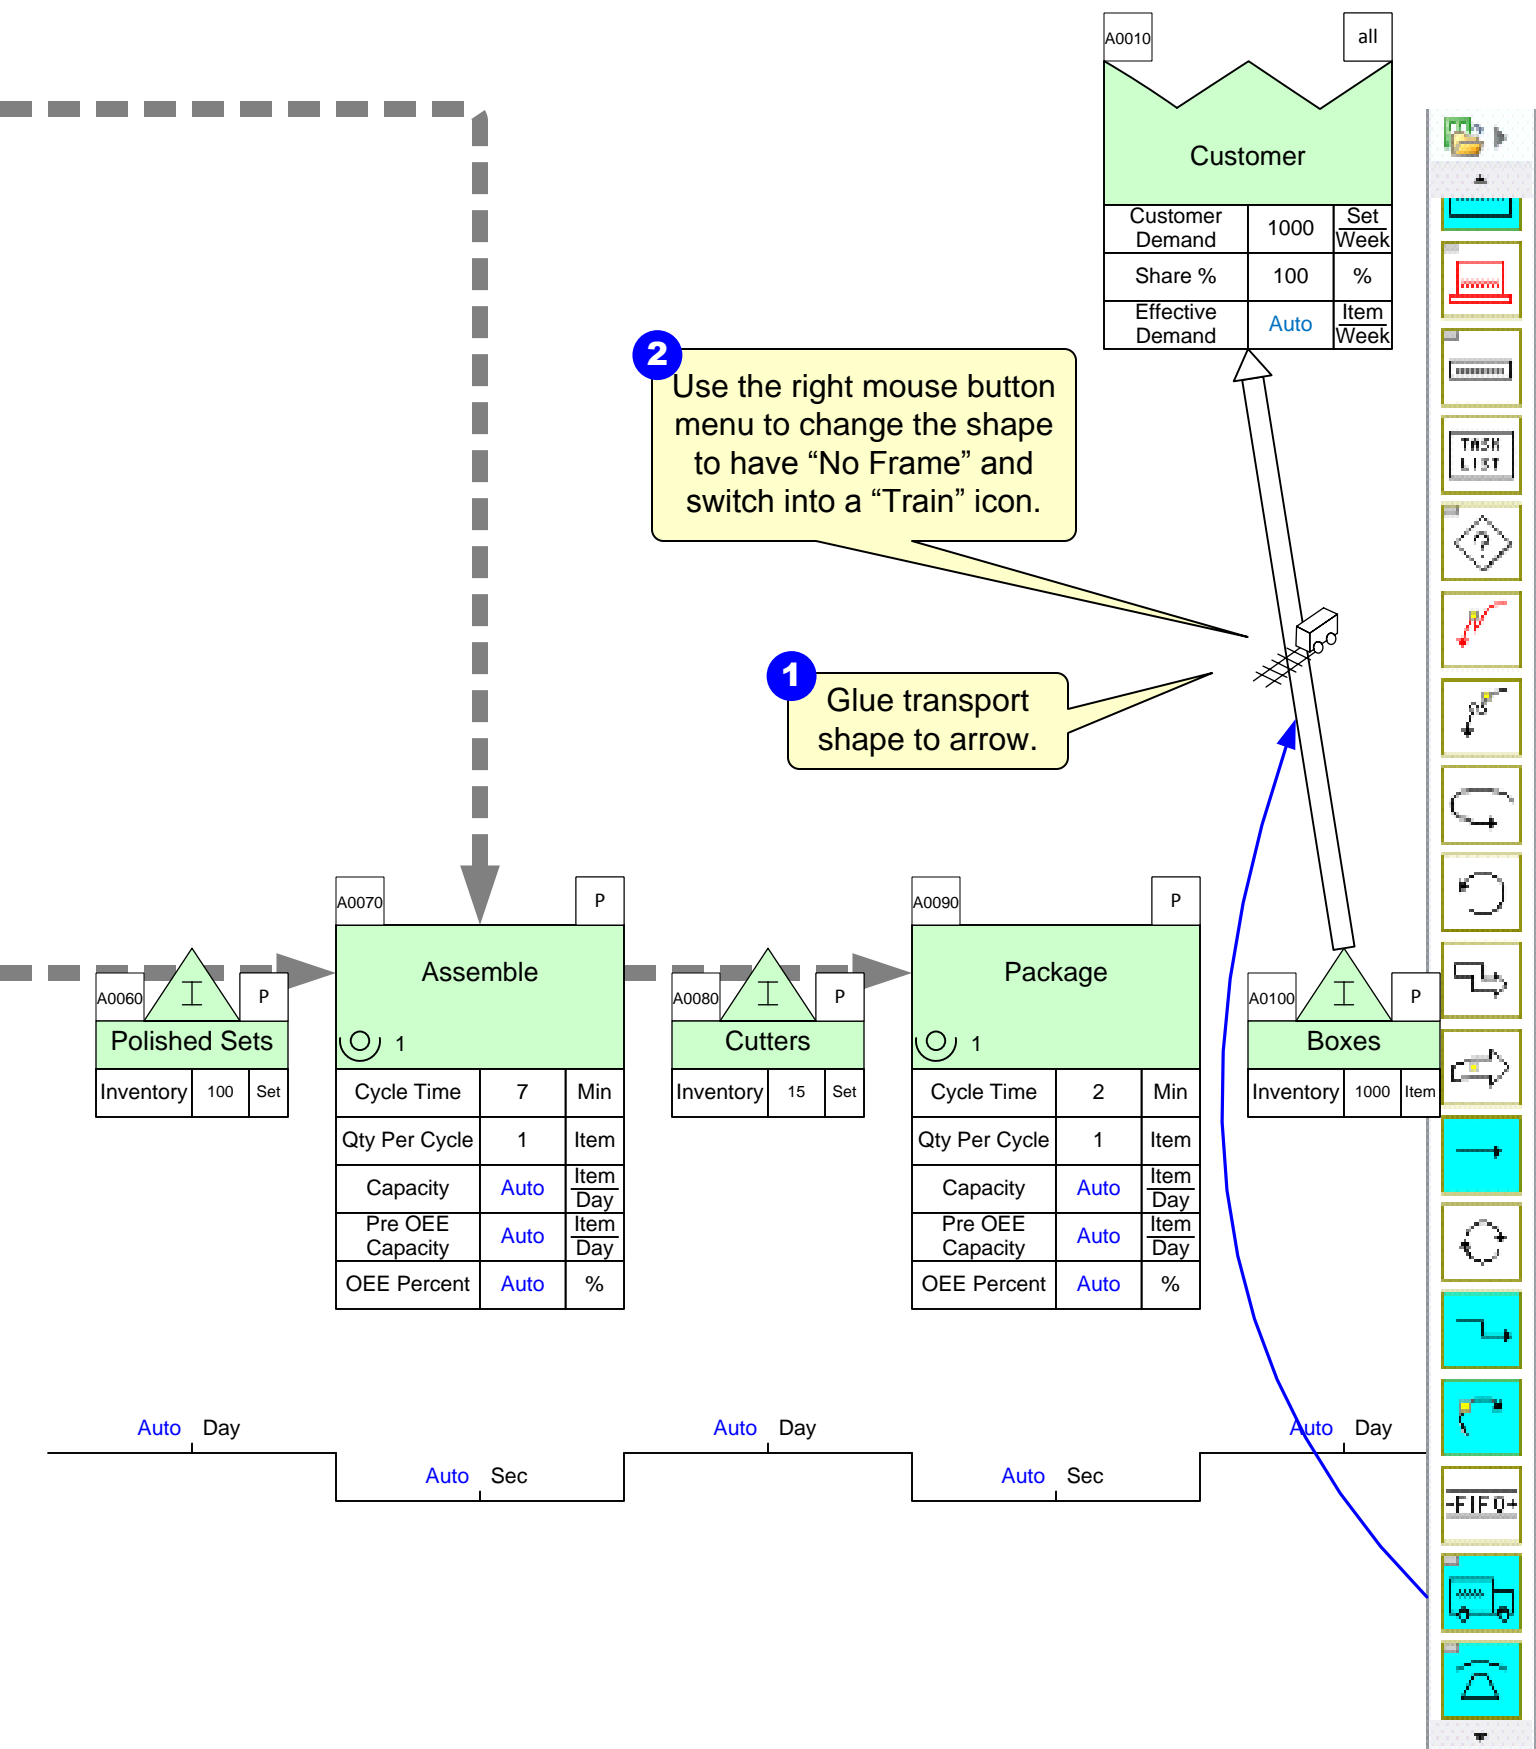 A0010
all
Customer
Customer
Demand
1000
Set
Week
Share %
100
%
Effective
Demand
Auto
Item
Week
2
Use the right mouse button
menu to change the shape
to have “No Frame” and
switch into a “Train” icon.
1
Glue transport
shape to arrow.
TASK
LIST
?
A0060
I
P
Polished Sets
Inventory
100
Set
A0070
P
Assemble
1
Cycle Time
7
Min
Qty Per Cycle
1
Item
Capacity
Auto
Item
Day
Pre OEE
Capacity
Auto
Item
Day
OEE Percent
Auto
%
A0080
I
P
Cutters
Inventory
15
Set
A0090
P
Package
1
Cycle Time
2
Min
Qty Per Cycle
1
Item
Capacity
Auto
Item
Day
Pre OEE
Capacity
Auto
Item
Day
OEE Percent
Auto
%
A0100
I
P
Boxes
Inventory
1000
Item
Auto Day
Auto Sec
Auto Day
Auto Sec
Auto Day
-FIFO→